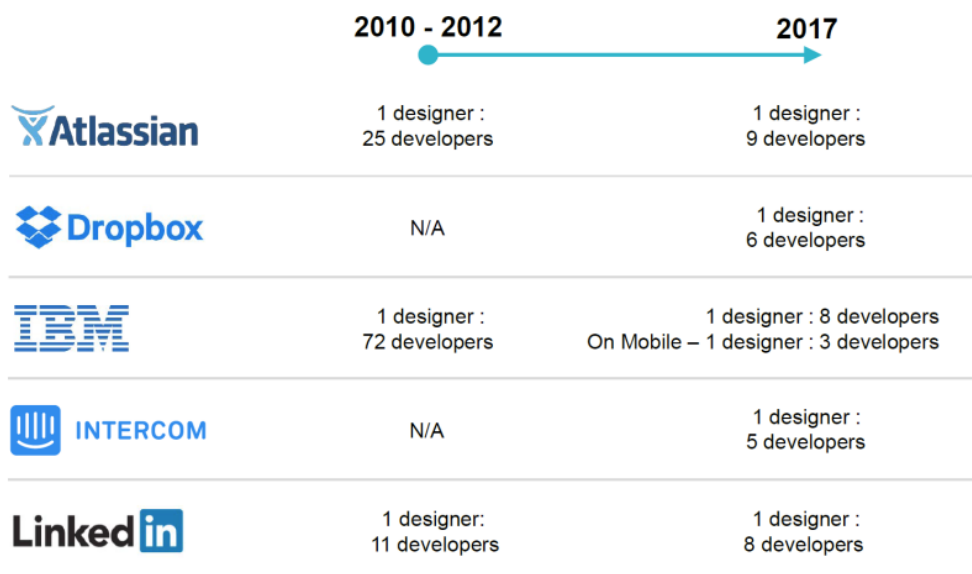 2010 - 2012
2017
Atlassian
1 designer :
25 developers
1 designer :
9 developers
Dropbox
N/A
1 designer :
6 developers
IBM
1 designer :
72 developers
1 designer : 8 developers
On Mobile – 1 designer : 3 developers
INTERCOM
N/A
1 designer :
5 developers
Linked in
1 designer:
11 developers
1 designer :
8 developers